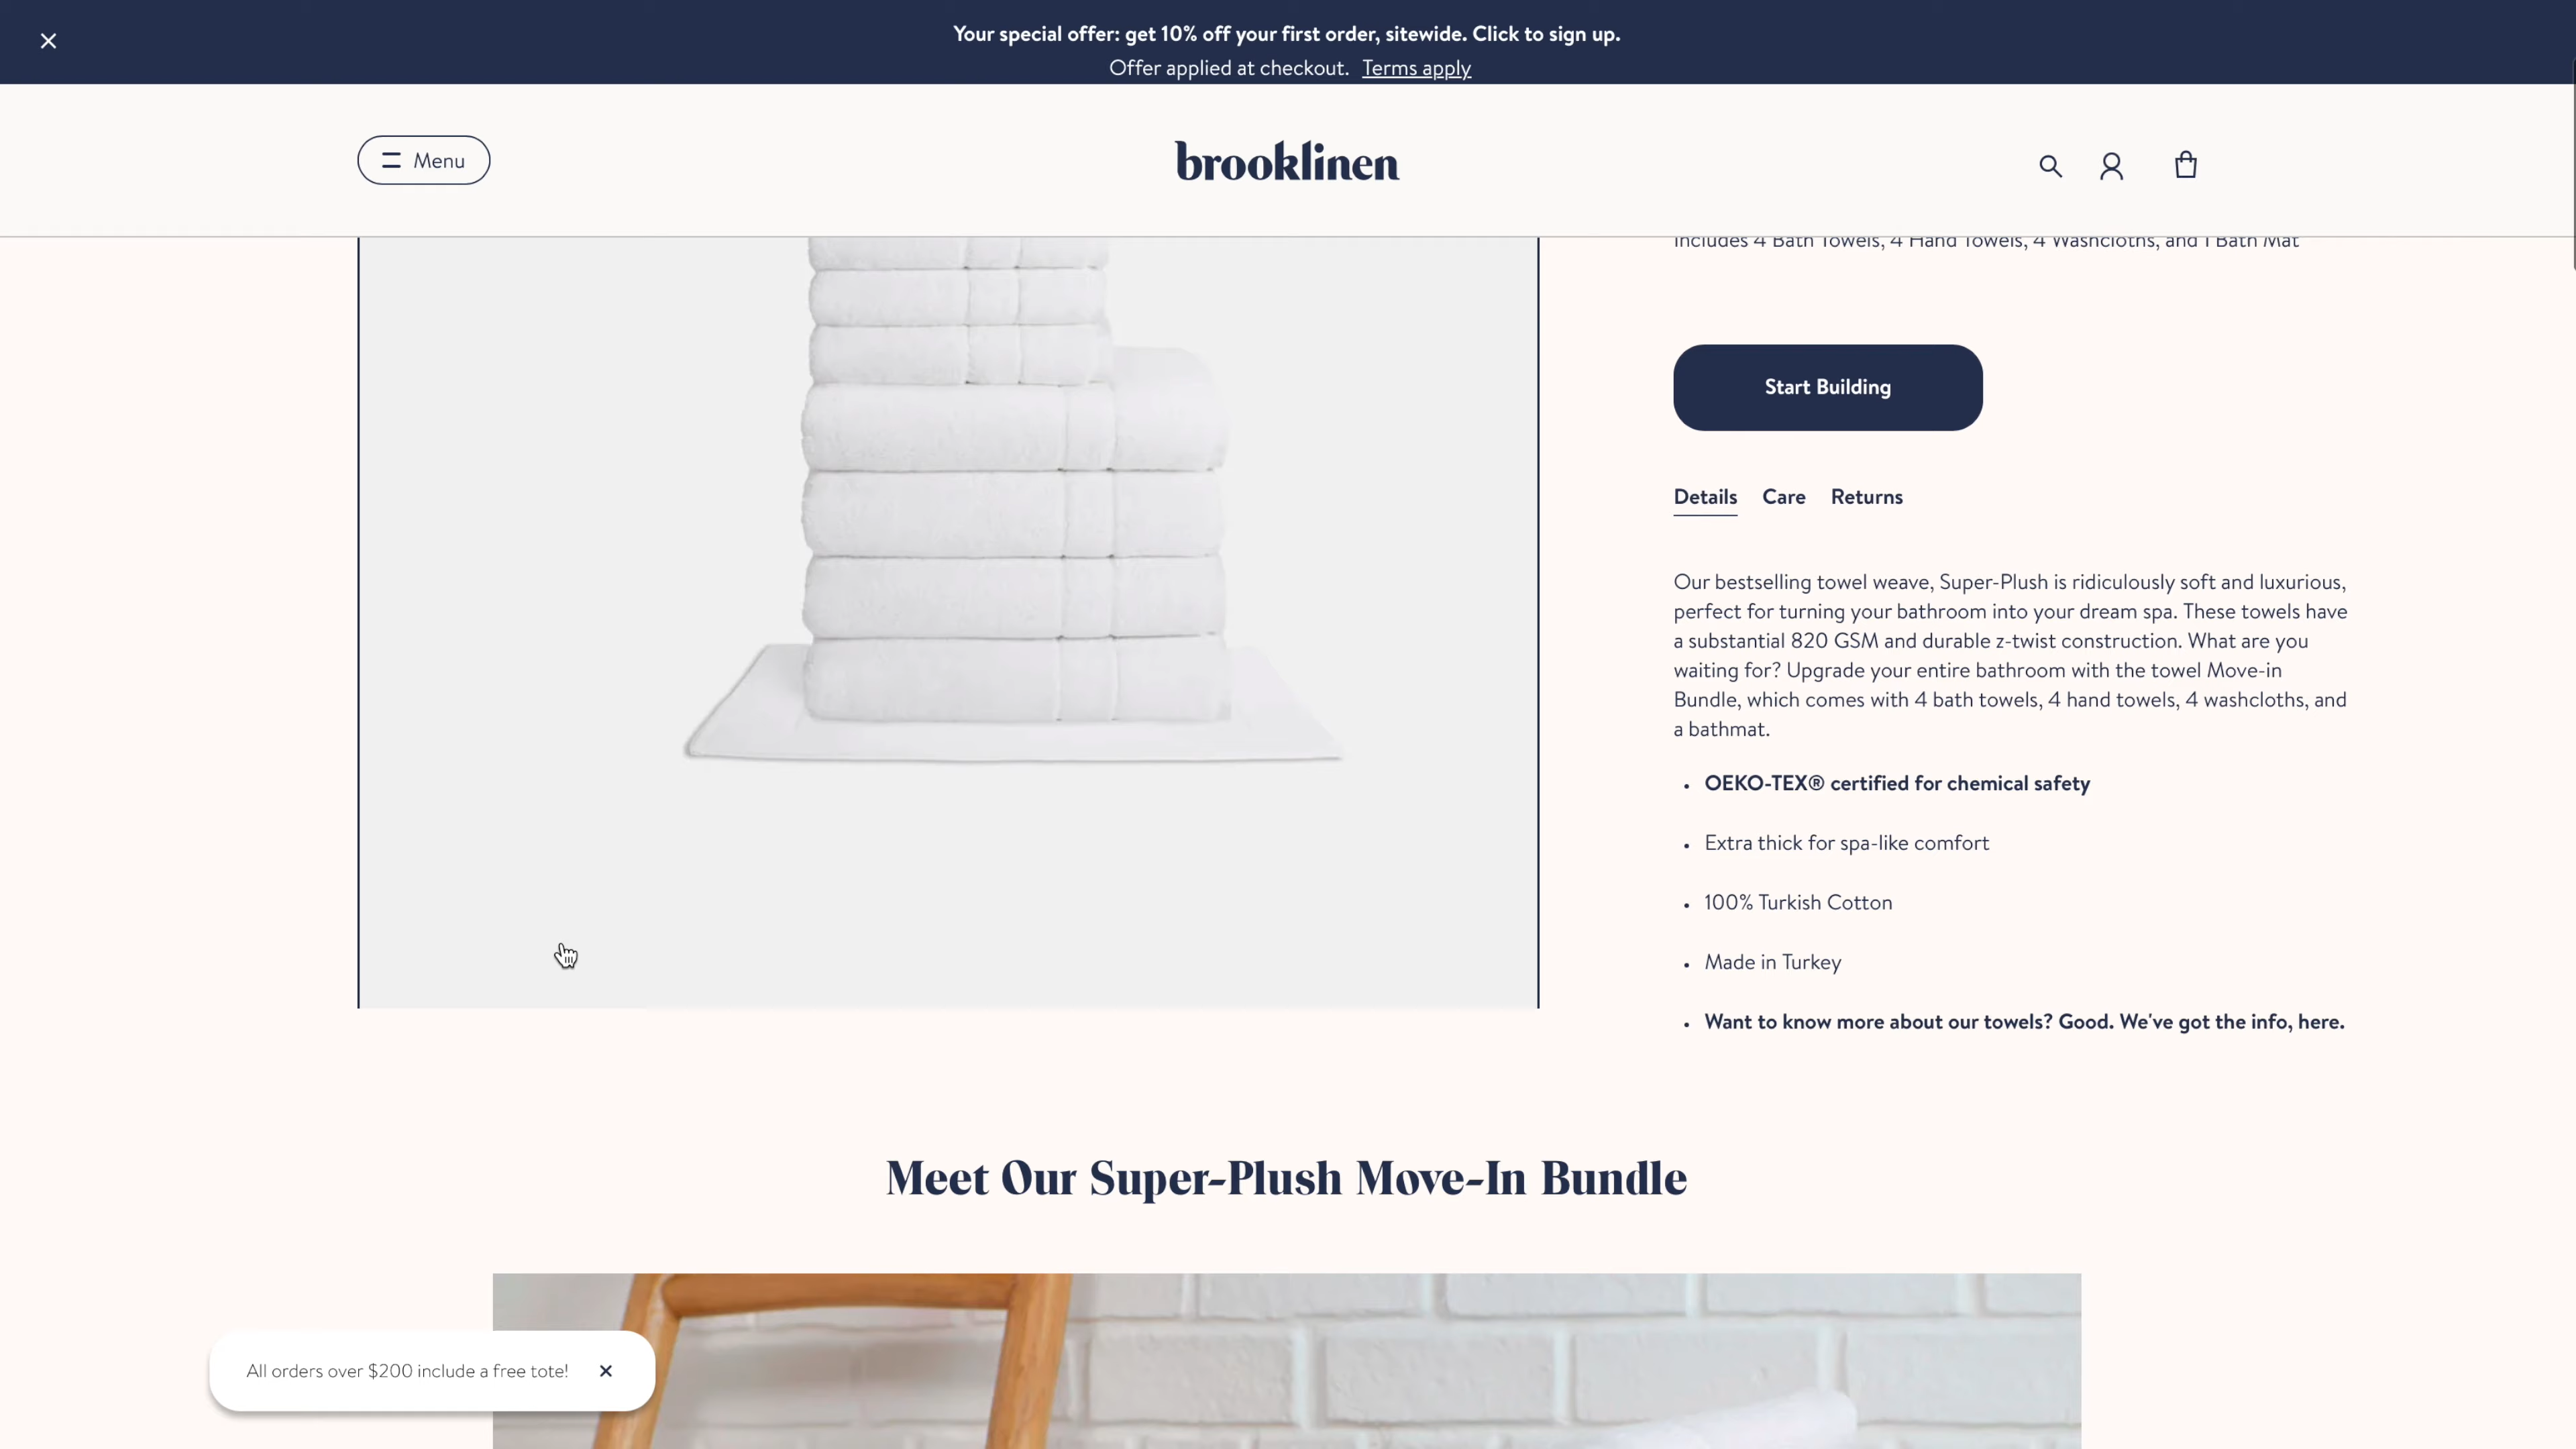 Your special offer: get 10% off your first order, sitewide. Click to sign up.
Offer applied at checkout. Terms apply
Menu
brooklinen
Includes 4 Bath Towels, 4 Hand Towels, 4 Washcloths, and 1 Bath Mat
Start Building
Details Care Returns
Our bestselling towel weave, Super-Plush is ridiculously soft and luxurious,
perfect for turning your bathroom into your dream spa. These towels have
a substantial 820 GSM and durable z-twist construction. What are you
waiting for? Upgrade your entire bathroom with the towel Move-in
Bundle, which comes with 4 bath towels, 4 hand towels, 4 washcloths, and
a bathmat.
• OEKO-TEX® certified for chemical safety
• Extra thick for spa-like comfort
• 100% Turkish Cotton
• Made in Turkey
• Want to know more about our towels? Good. We've got the info, here.
Meet Our Super-Plush Move-In Bundle
All orders over $200 include a free tote!